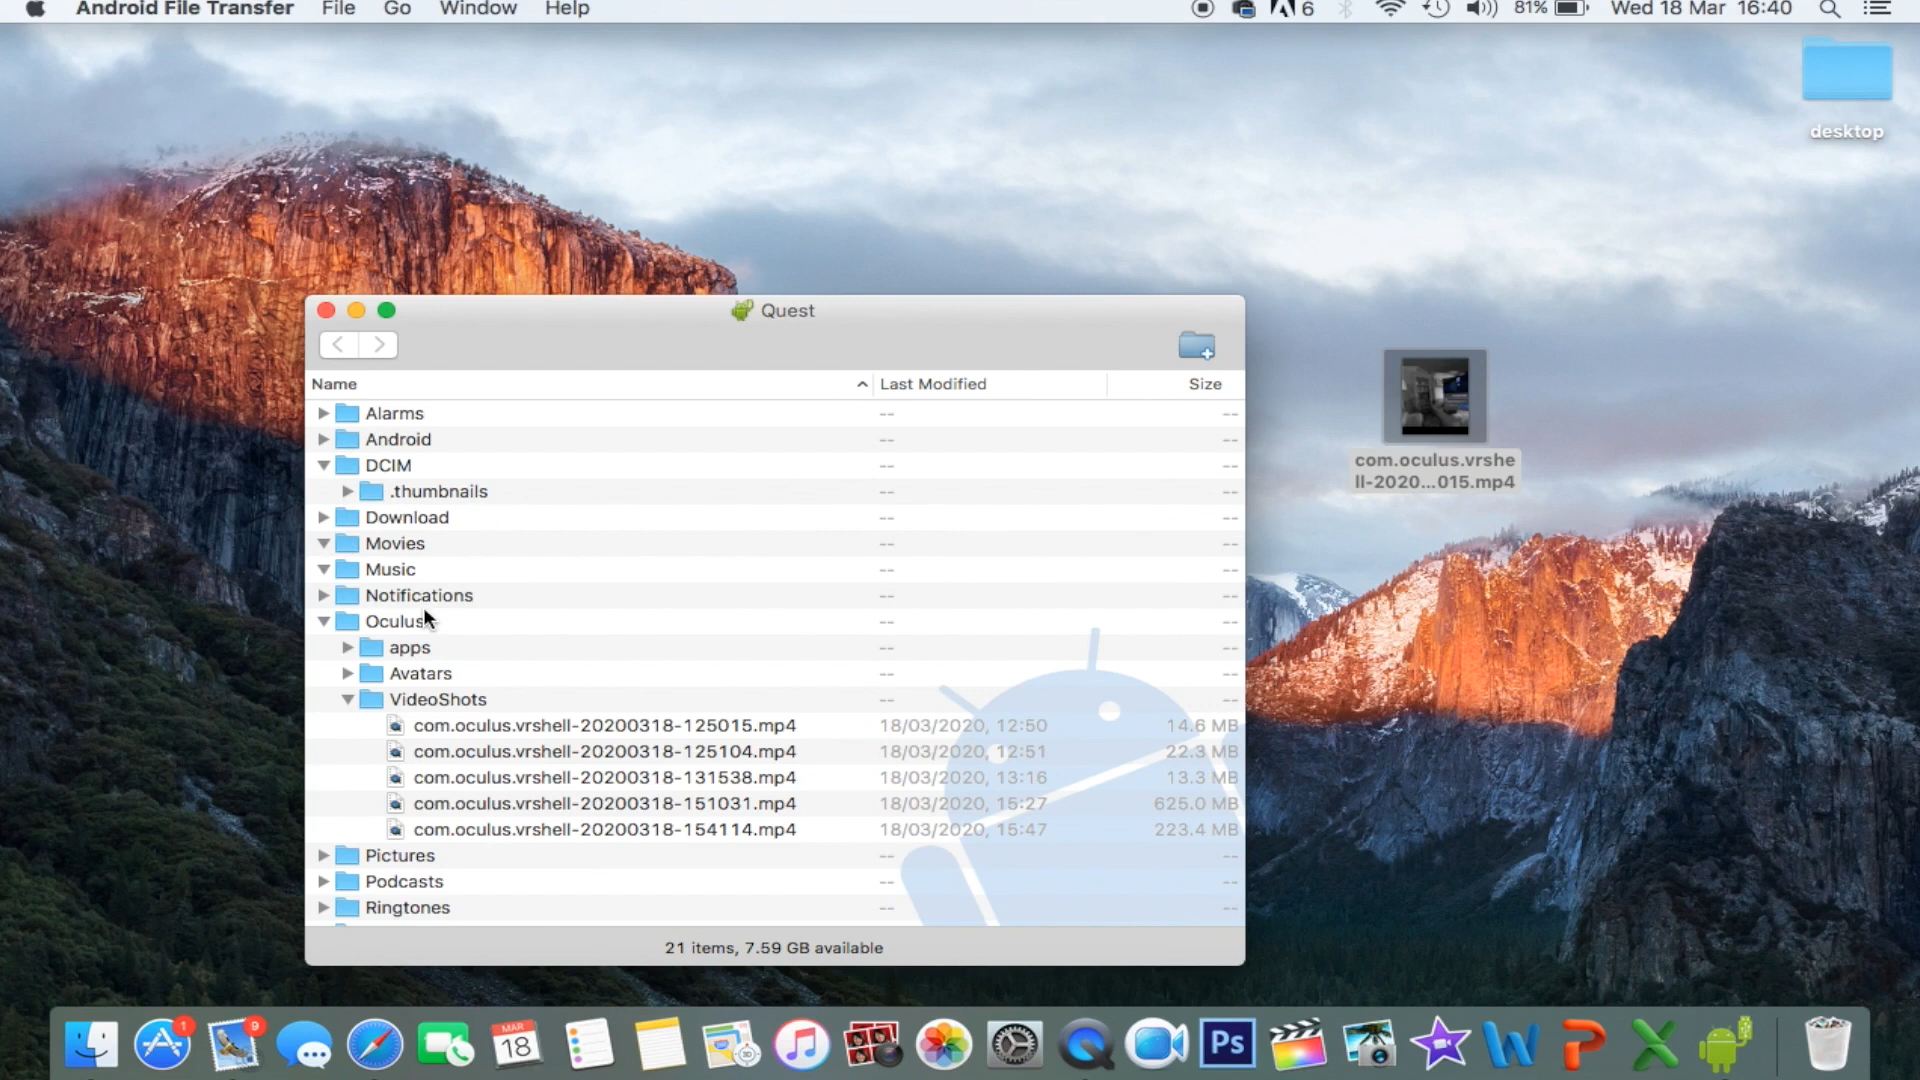 Android File Transfer File Go Window Help 6 81% Wed 18 Mar 16:40
desktop
Quest
Name Last Modified Size
Alarms -- --
Android -- --
DCIM -- --
.thumbnails -- --
Download -- --
Movies -- --
Music -- --
Notifications -- --
Oculus -- --
apps -- --
Avatars -- --
VideoShots -- --
com.oculus.vrshell-20200318-125015.mp4 18/03/2020, 12:50 14.6 MB
com.oculus.vrshell-20200318-125104.mp4 18/03/2020, 12:51 22.3 MB
com.oculus.vrshell-20200318-131538.mp4 18/03/2020, 13:16 13.3 MB
com.oculus.vrshell-20200318-151031.mp4 18/03/2020, 15:27 625.0 MB
com.oculus.vrshell-20200318-154114.mp4 18/03/2020, 15:47 223.4 MB
Pictures -- --
Podcasts -- --
Ringtones -- --
21 items, 7.59 GB available
com.oculus.vrshe
ll-2020...015.mp4
1 9 MAR 18 Ps